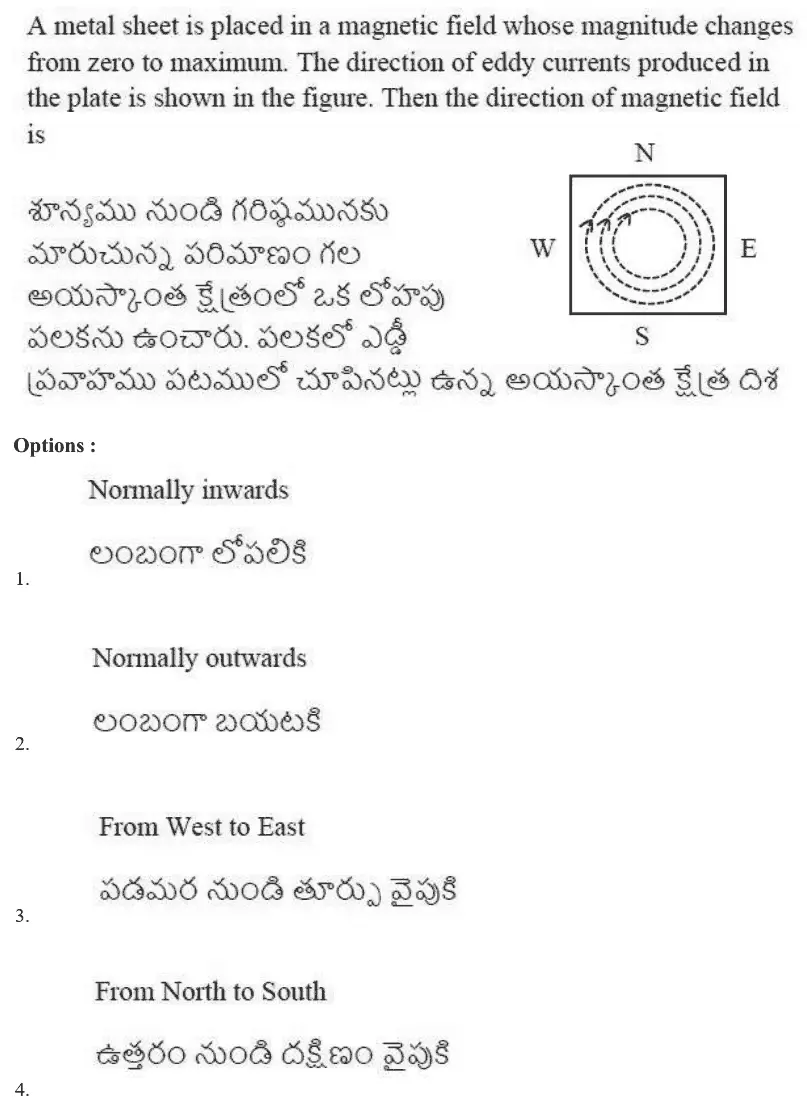 A metal sheet is placed in a magnetic field whose magnitude changes
from zero to maximum. The direction of eddy currents produced in
the plate is shown in the figure. Then the direction of magnetic field
is
N
W
E
S
శూన్యము నుండి గరిష్ఠమునకు
మారుచున్న పరిమాణం గల
అయస్కాంత క్షేత్రంలో ఒక లోహపు
పలకను ఉంచారు. పలకలో ఎడ్డీ
ప్రవాహము పటములో చూపినట్లు ఉన్న అయస్కాంత క్షేత్ర దిశ
Options :
Normally inwards
లంబంగా లోపలికి
1.
Normally outwards
లంబంగా బయటకి
2.
From West to East
పడమర నుండి తూర్పు వైపుకి
3.
From North to South
ఉత్తరం నుండి దక్షిణం వైపుకి
4.